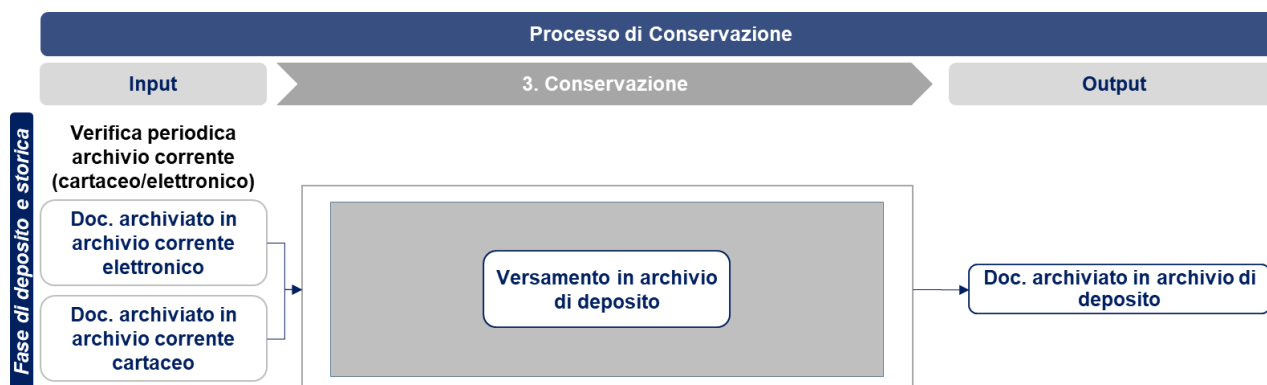 Processo di Conservazione
Input
3. Conservazione
Output
Fase di deposito e storica
Verifica periodica
archivio corrente
(cartaceo/elettronico)
Doc. archiviato in
archivio corrente
elettronico
Doc. archiviato in
archivio corrente
cartaceo
Versamento in archivio
di deposito
Doc. archiviato in archivio di
deposito